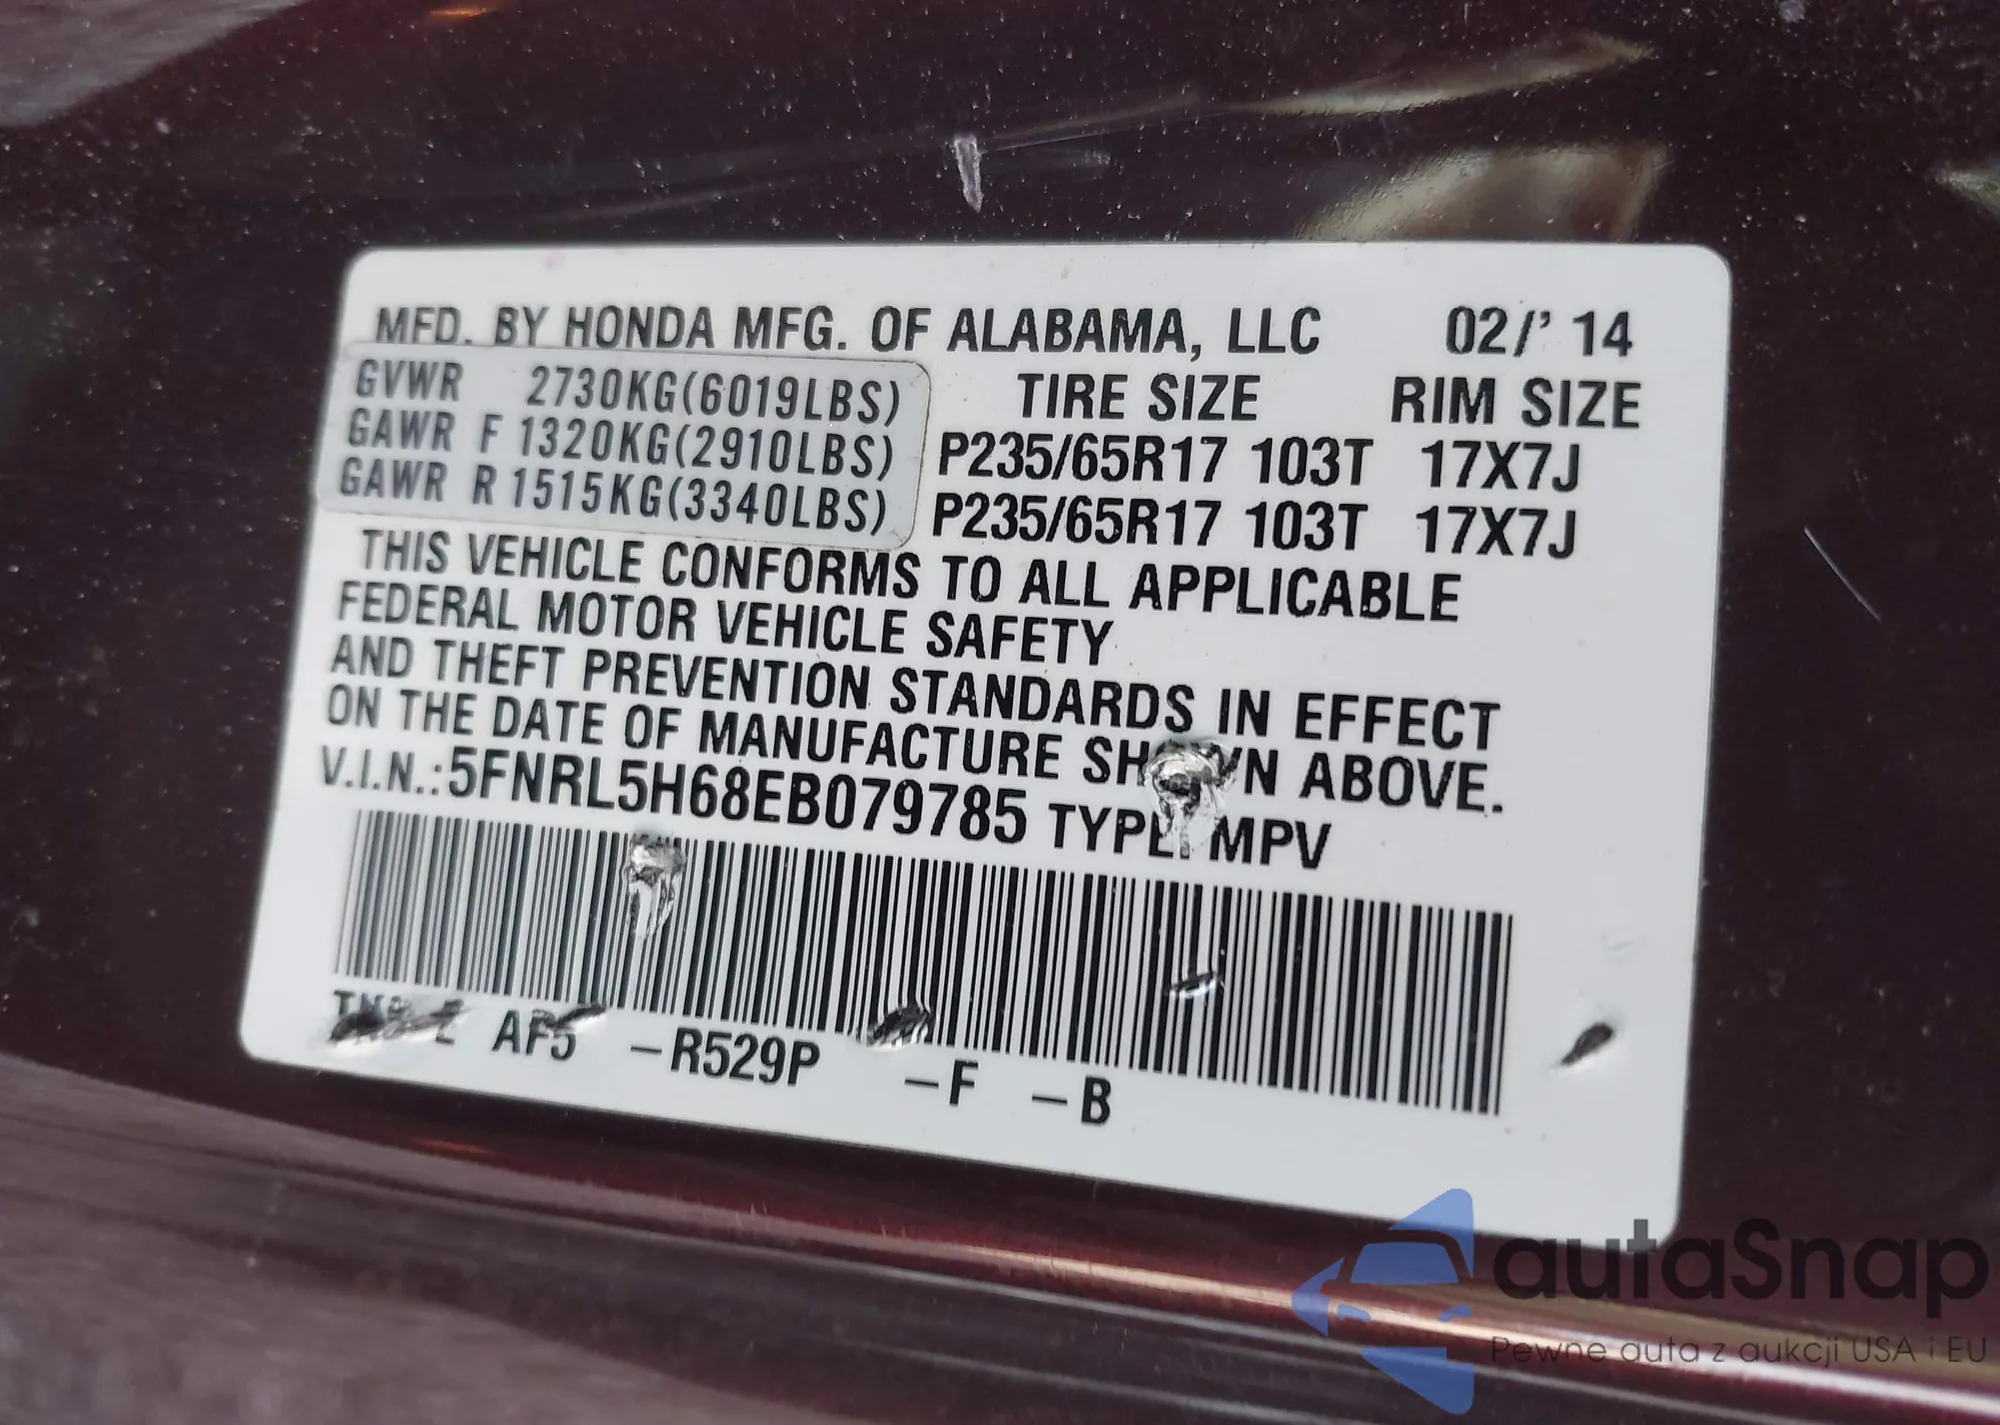 MFD. BY HONDA MFG. OF ALABAMA, LLC 02/' 14
GVWR 2730KG(6019LBS) TIRE SIZE RIM SIZE
GAWR F 1320KG(2910LBS) P235/65R17 103T 17X7J
GAWR R 1515KG(3340LBS) P235/65R17 103T 17X7J
THIS VEHICLE CONFORMS TO ALL APPLICABLE
FEDERAL MOTOR VEHICLE SAFETY
AND THEFT PREVENTION STANDARDS IN EFFECT
ON THE DATE OF MANUFACTURE SHOWN ABOVE.
V.I.N.:5FNRL5H68EB079785 TYPE: MPV
AF5 –R529P –F –B
autaSnap
Pewne auta z aukcji USA i EU